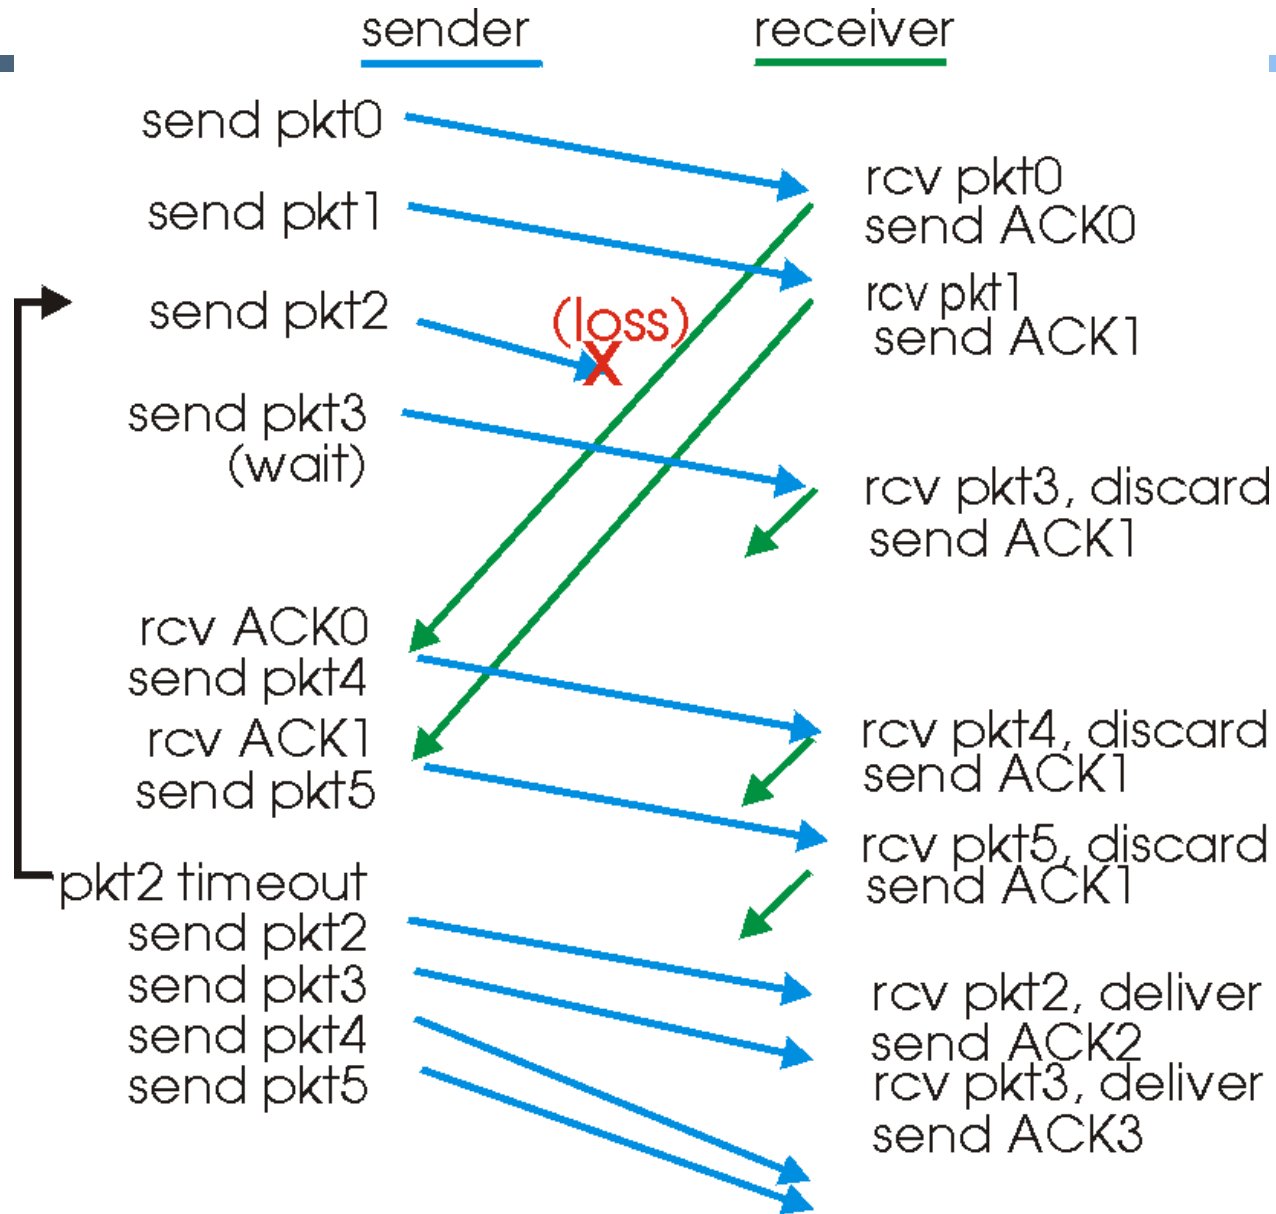 sender
receiver
send pkt0
rcv pkt0
send ACK0
send pkt1
rcv pkt1
send ACK1
send pkt2
(loss)
X
send pkt3
(wait)
rcv pkt3, discard
send ACK1
rcv ACK0
send pkt4
rcv pkt4, discard
send ACK1
rcv ACK1
send pkt5
rcv pkt5, discard
send ACK1
pkt2 timeout
send pkt2
send pkt3
send pkt4
send pkt5
rcv pkt2, deliver
send ACK2
rcv pkt3, deliver
send ACK3